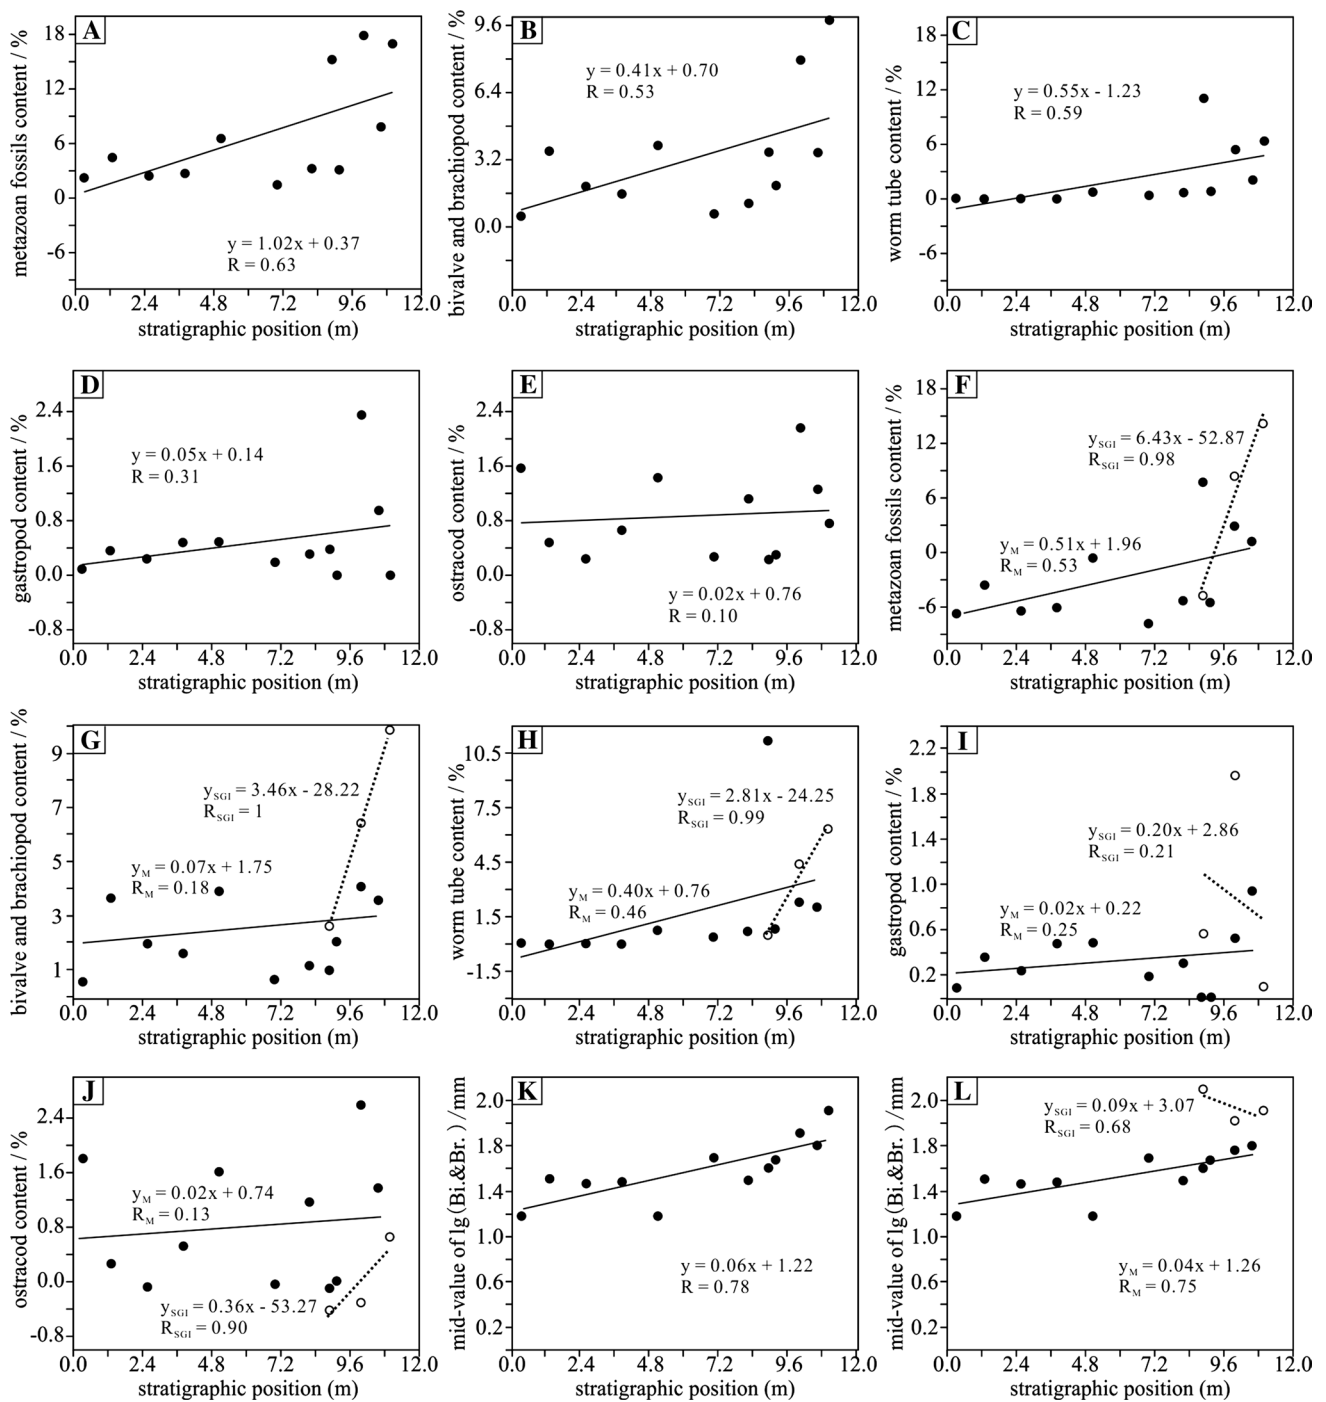 A
metazoan fossils content / %
18
12
6
0
-6
y = 1.02x + 0.37
R = 0.63
0.0 2.4 4.8 7.2 9.6 12.0
stratigraphic position (m)
B
bivalve and brachiopod content / %
9.6
6.4
3.2
0.0
y = 0.41x + 0.70
R = 0.53
0.0 2.4 4.8 7.2 9.6 12.0
stratigraphic position (m)
C
worm tube content / %
18
12
6
0
-6
y = 0.55x - 1.23
R = 0.59
0.0 2.4 4.8 7.2 9.6 12.0
stratigraphic position (m)
D
gastropod content / %
2.4
1.6
0.8
0.0
-0.8
y = 0.05x + 0.14
R = 0.31
0.0 2.4 4.8 7.2 9.6 12.0
stratigraphic position (m)
E
ostracod content / %
2.4
1.6
0.8
0.0
-0.8
y = 0.02x + 0.76
R = 0.10
0.0 2.4 4.8 7.2 9.6 12.0
stratigraphic position (m)
F
metazoan fossils content / %
18
12
6
0
-6
ySGI = 6.43x - 52.87
RSGI = 0.98
yM = 0.51x + 1.96
RM = 0.53
0.0 2.4 4.8 7.2 9.6 12.0
stratigraphic position (m)
G
bivalve and brachiopod content / %
9
7
5
3
1
ySGI = 3.46x - 28.22
RSGI = 1
yM = 0.07x + 1.75
RM = 0.18
0.0 2.4 4.8 7.2 9.6 12.0
stratigraphic position (m)
H
worm tube content / %
10.5
7.5
4.5
1.5
-1.5
ySGI = 2.81x - 24.25
RSGI = 0.99
yM = 0.40x + 0.76
RM = 0.46
0.0 2.4 4.8 7.2 9.6 12.0
stratigraphic position (m)
I
gastropod content / %
2.2
1.8
1.4
1.0
0.6
0.2
ySGI = 0.20x + 2.86
RSGI = 0.21
yM = 0.02x + 0.22
RM = 0.25
0.0 2.4 4.8 7.2 9.6 12.0
stratigraphic position (m)
J
ostracod content / %
2.4
1.6
0.8
0.0
-0.8
yM = 0.02x + 0.74
RM = 0.13
ySGI = 0.36x - 53.27
RSGI = 0.90
0.0 2.4 4.8 7.2 9.6 12.0
stratigraphic position (m)
K
mid-value of lg(Bi.&Br.) /mm
2.0
1.8
1.4
1.0
0.6
0.2
y = 0.06x + 1.22
R = 0.78
0.0 2.4 4.8 7.2 9.6 12.0
stratigraphic position (m)
L
mid-value of lg(Bi.&Br.) /mm
2.0
1.8
1.4
1.0
0.6
0.2
ySGI = 0.09x + 3.07
RSGI = 0.68
yM = 0.04x + 1.26
RM = 0.75
0.0 2.4 4.8 7.2 9.6 12.0
stratigraphic position (m)